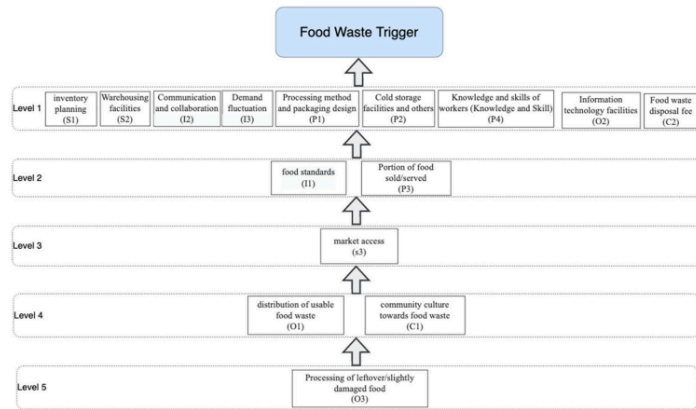 Food Waste Trigger
Level 1
inventory
planning
(S1)
Warehousing
facilities
(S2)
Communication
and collaboration
(I2)
Demand
fluctuation
(I3)
Processing method
and packaging design
(P1)
Cold storage
facilities and others
(P2)
Knowledge and skills of
workers (Knowledge and Skill)
(P4)
Information
technology facilities
(O2)
Food waste
disposal fee
(C2)
Level 2
food standards
(I1)
Portion of food
sold/served
(P3)
Level 3
market access
(s3)
Level 4
distribution of usable
food waste
(O1)
community culture
towards food waste
(C1)
Level 5
Processing of leftover/slightly
damaged food
(O3)